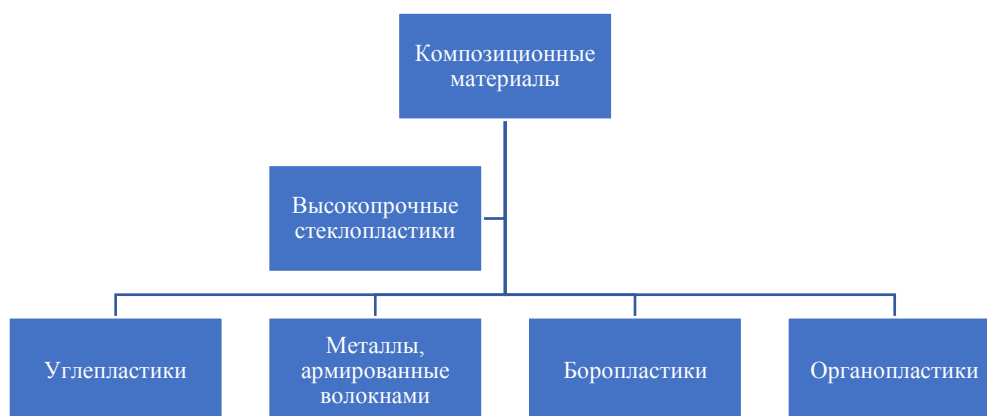 Композиционные
материалы
Высокопрочные
стеклопластики
Углепластики
Металлы,
армированные
волокнами
Боропластики
Органопластики